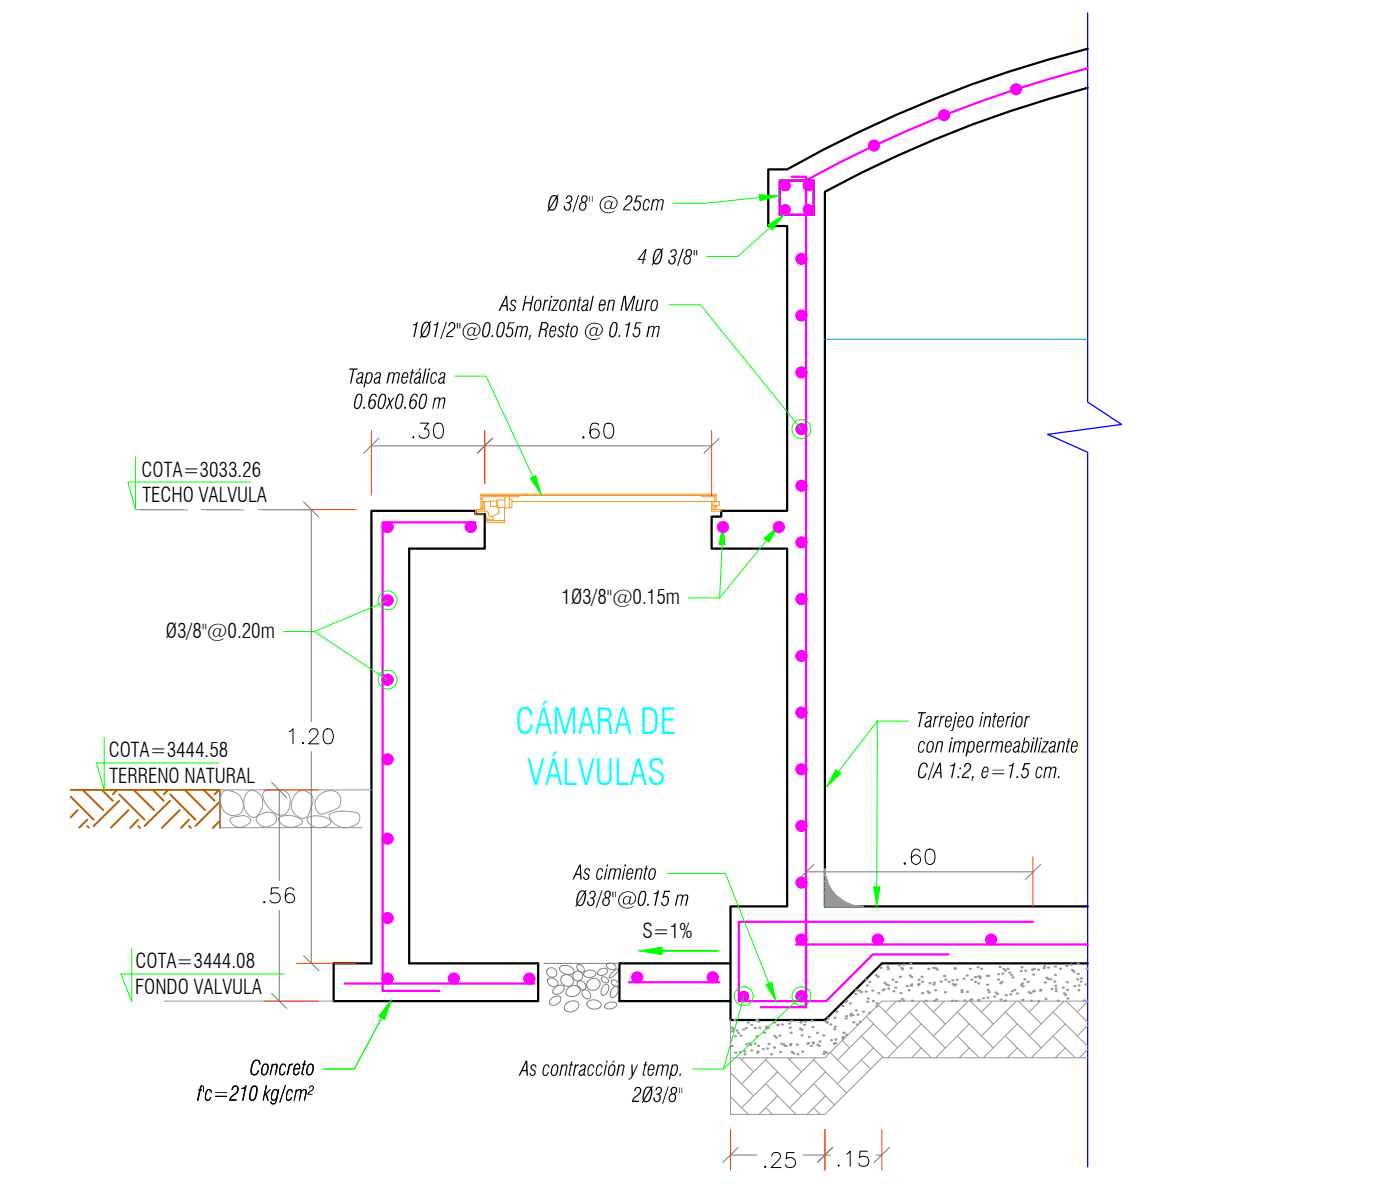 Ø 3/8" @ 25cm
4 Ø 3/8"
As Horizontal en Muro
1Ø1/2"@0.05m, Resto @ 0.15 m
Tapa metálica
0.60x0.60 m
.30
.60
COTA=3033.26
TECHO VALVULA
1Ø3/8"@0.15m
Ø3/8"@0.20m
CÁMARA DE
VÁLVULAS
Tarrejeo interior
con impermeabilizante
C/A 1:2, e=1.5 cm.
1.20
COTA=3444.58
TERRENO NATURAL
.60
As cimiento
Ø3/8"@0.15 m
.56
S=1%
COTA=3444.08
FONDO VALVULA
Concreto
f'c=210 kg/cm²
As contracción y temp.
2Ø3/8"
.25
.15